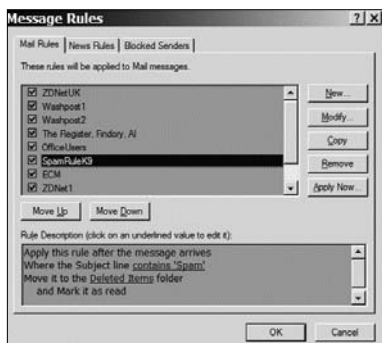 Message Rules
Mail Rules News Rules Blocked Senders
These rules will be applied to Mail messages.
ZDNetUK
Washpost1
Washpost2
The Register, Findory, AI
OfficeUsers
SpamRuleK9
ECM
ZDNet1
New...
Modify...
Copy
Remove
Apply Now...
Move Up Move Down
Rule Description (click on an underlined value to edit it):
Apply this rule after the message arrives
Where the Subject line contains 'Spam'
Move it to the Deleted Items folder
and Mark it as read
OK Cancel